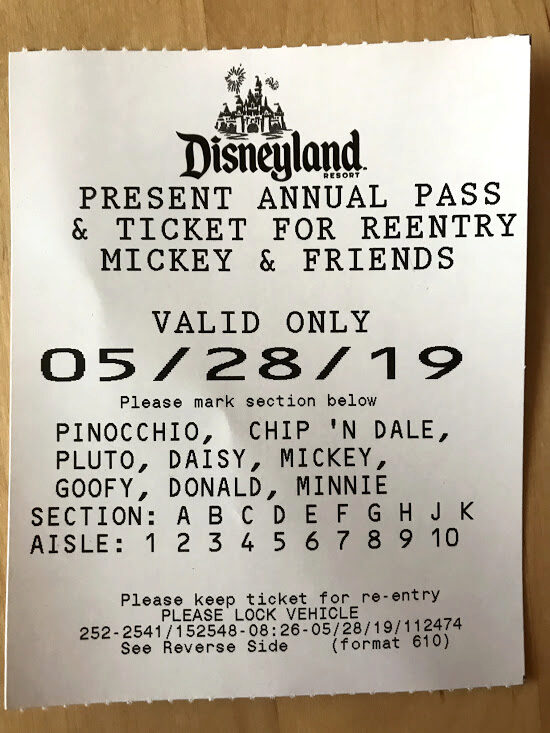 Disneyland
RESORT
PRESENT ANNUAL PASS
& TICKET FOR REENTRY
MICKEY & FRIENDS
VALID ONLY
05/28/19
Please mark section below
PINOCCHIO, CHIP 'N DALE,
PLUTO, DAISY, MICKEY,
GOOFY, DONALD, MINNIE
SECTION: A B C D E F G H J K
AISLE: 1 2 3 4 5 6 7 8 9 10
Please keep ticket for re-entry
PLEASE LOCK VEHICLE
252-2541/152548-08:26-05/28/19/112474
See Reverse Side (format 610)